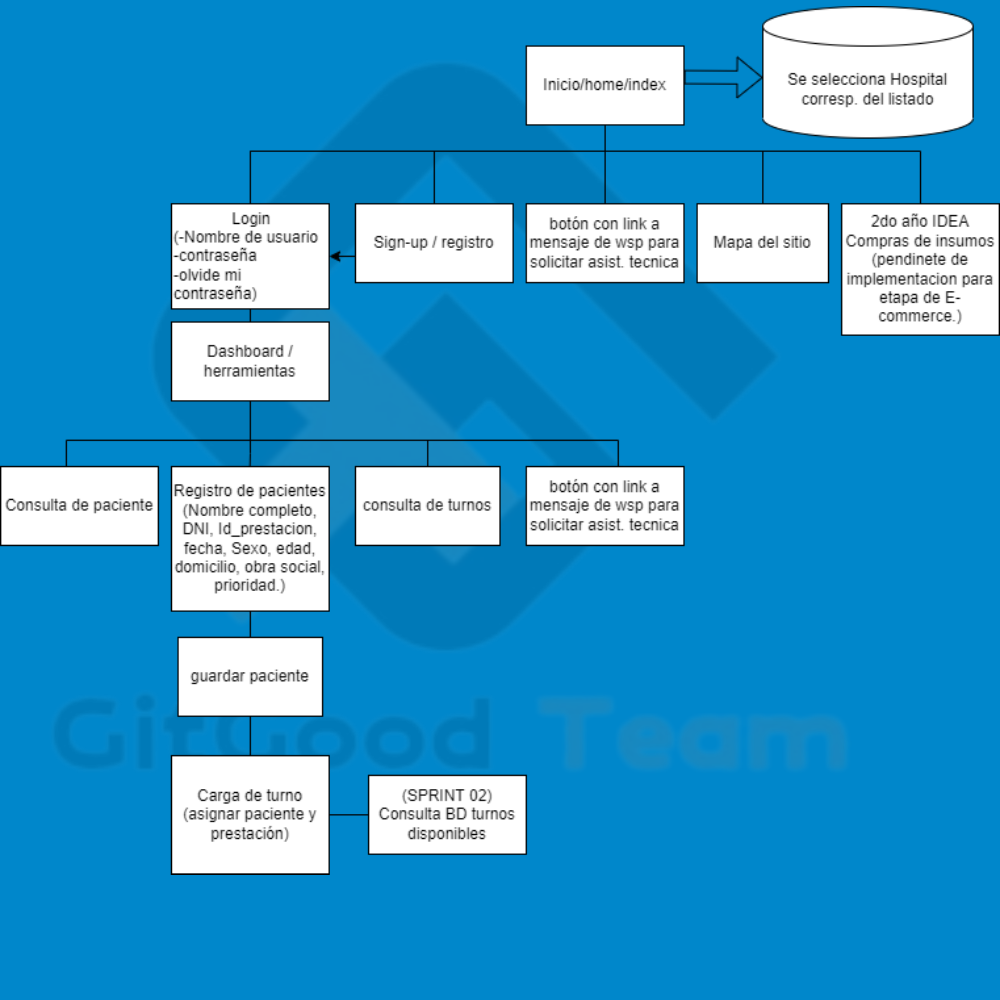 Inicio/home/index
Se selecciona Hospital
corresp. del listado
Login
(-Nombre de usuario
-contraseña
-olvide mi
contraseña)
Sign-up / registro
botón con link a
mensaje de wsp para
solicitar asist. tecnica
Mapa del sitio
2do año IDEA
Compras de insumos
(pendinete de
implementacion para
etapa de E-
commerce.)
Dashboard /
herramientas
Consulta de paciente
Registro de pacientes
(Nombre completo,
DNI, Id_prestacion,
fecha, Sexo, edad,
domicilio, obra social,
prioridad.)
consulta de turnos
botón con link a
mensaje de wsp para
solicitar asist. tecnica
guardar paciente
GitGood Team
Carga de turno
(asignar paciente y
prestación)
(SPRINT 02)
Consulta BD turnos
disponibles